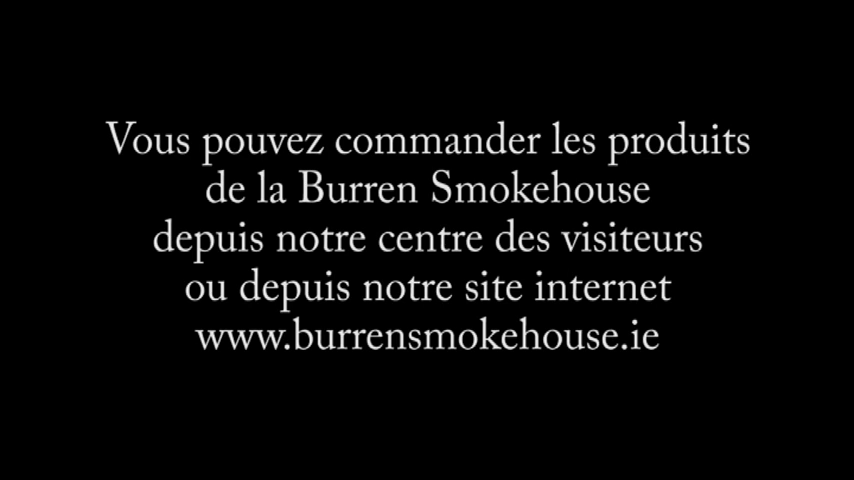 Vous pouvez commander les produits
de la Burren Smokehouse
depuis notre centre des visiteurs
ou depuis notre site internet
www.burrensmokehouse.ie